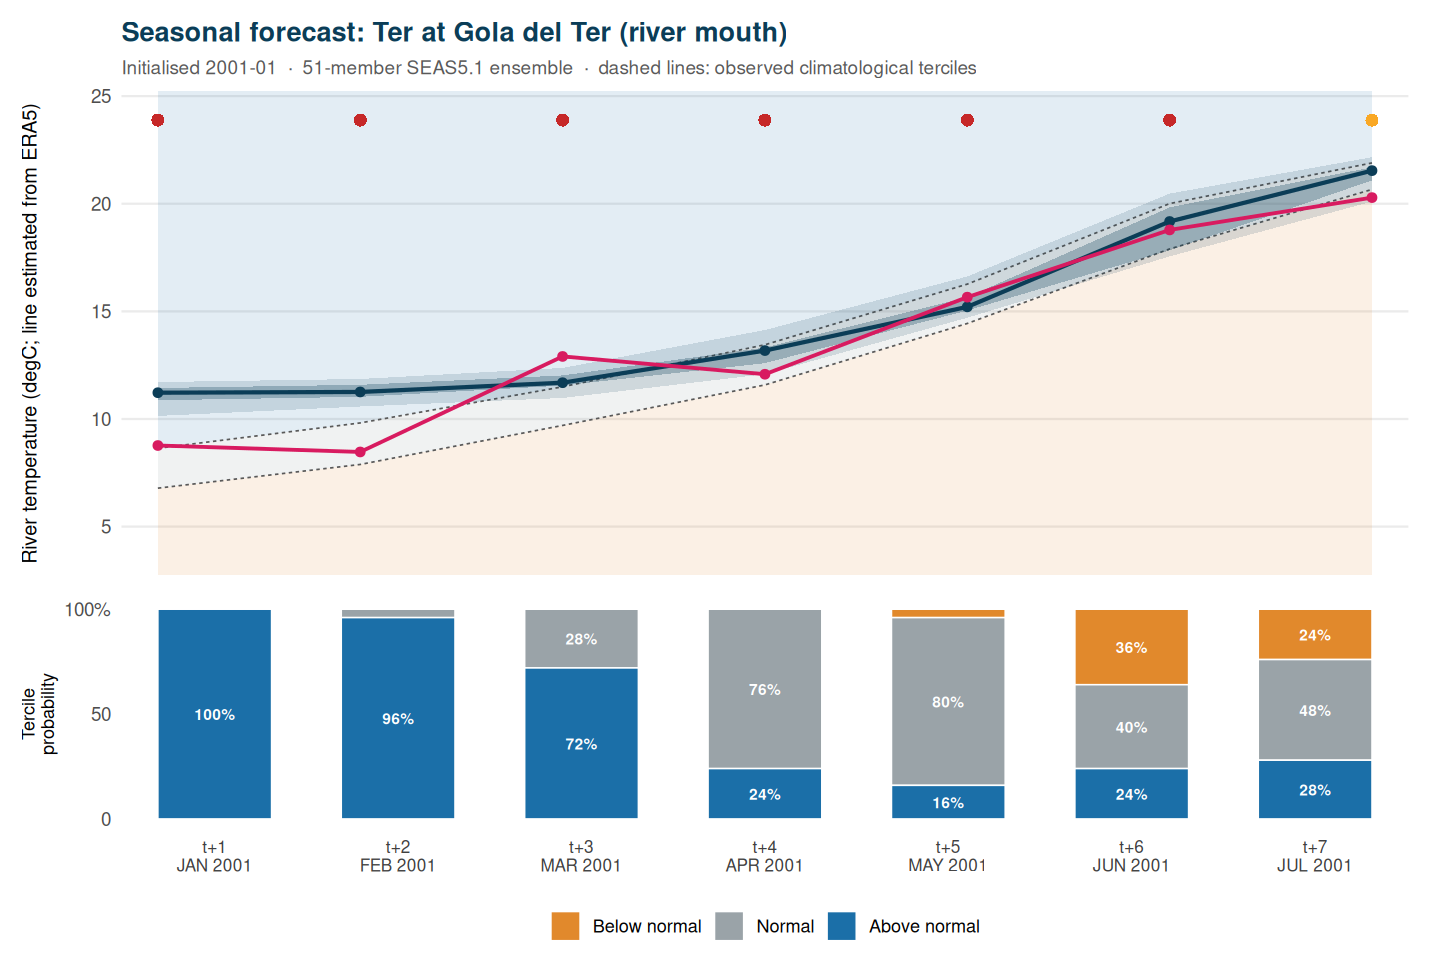 Seasonal forecast: Ter at Gola del Ter (river mouth)
Initialised 2001-01 · 51-member SEAS5.1 ensemble · dashed lines: observed climatological terciles
River temperature (degC; line estimated from ERA5)
25
20
15
10
5
Tercile
probability
100%
50
0
100%
96%
28%
72%
76%
24%
80%
16%
36%
40%
24%
24%
48%
28%
t+1
JAN 2001
t+2
FEB 2001
t+3
MAR 2001
t+4
APR 2001
t+5
MAY 2001
t+6
JUN 2001
t+7
JUL 2001
Below normal
Normal
Above normal